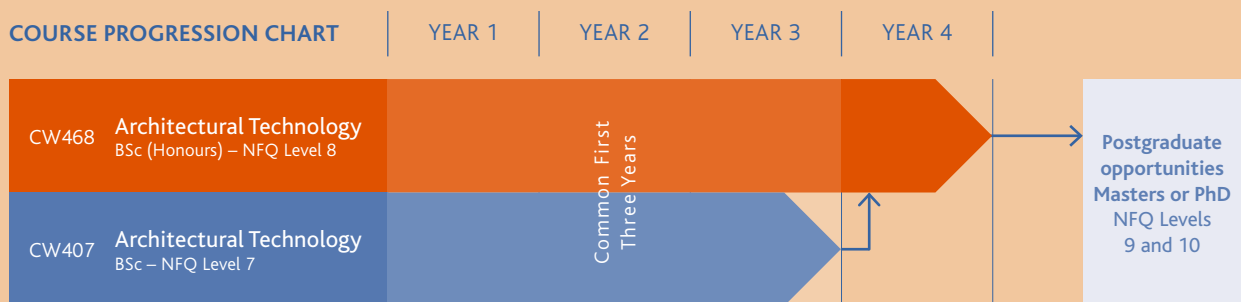 COURSE PROGRESSION CHART
YEAR 1
YEAR 2
YEAR 3
YEAR 4
CW468
Architectural Technology
BSc (Honours) – NFQ Level 8
CW407
Architectural Technology
BSc – NFQ Level 7
Common First
Three Years
Postgraduate
opportunities
Masters or PhD
NFQ Levels
9 and 10